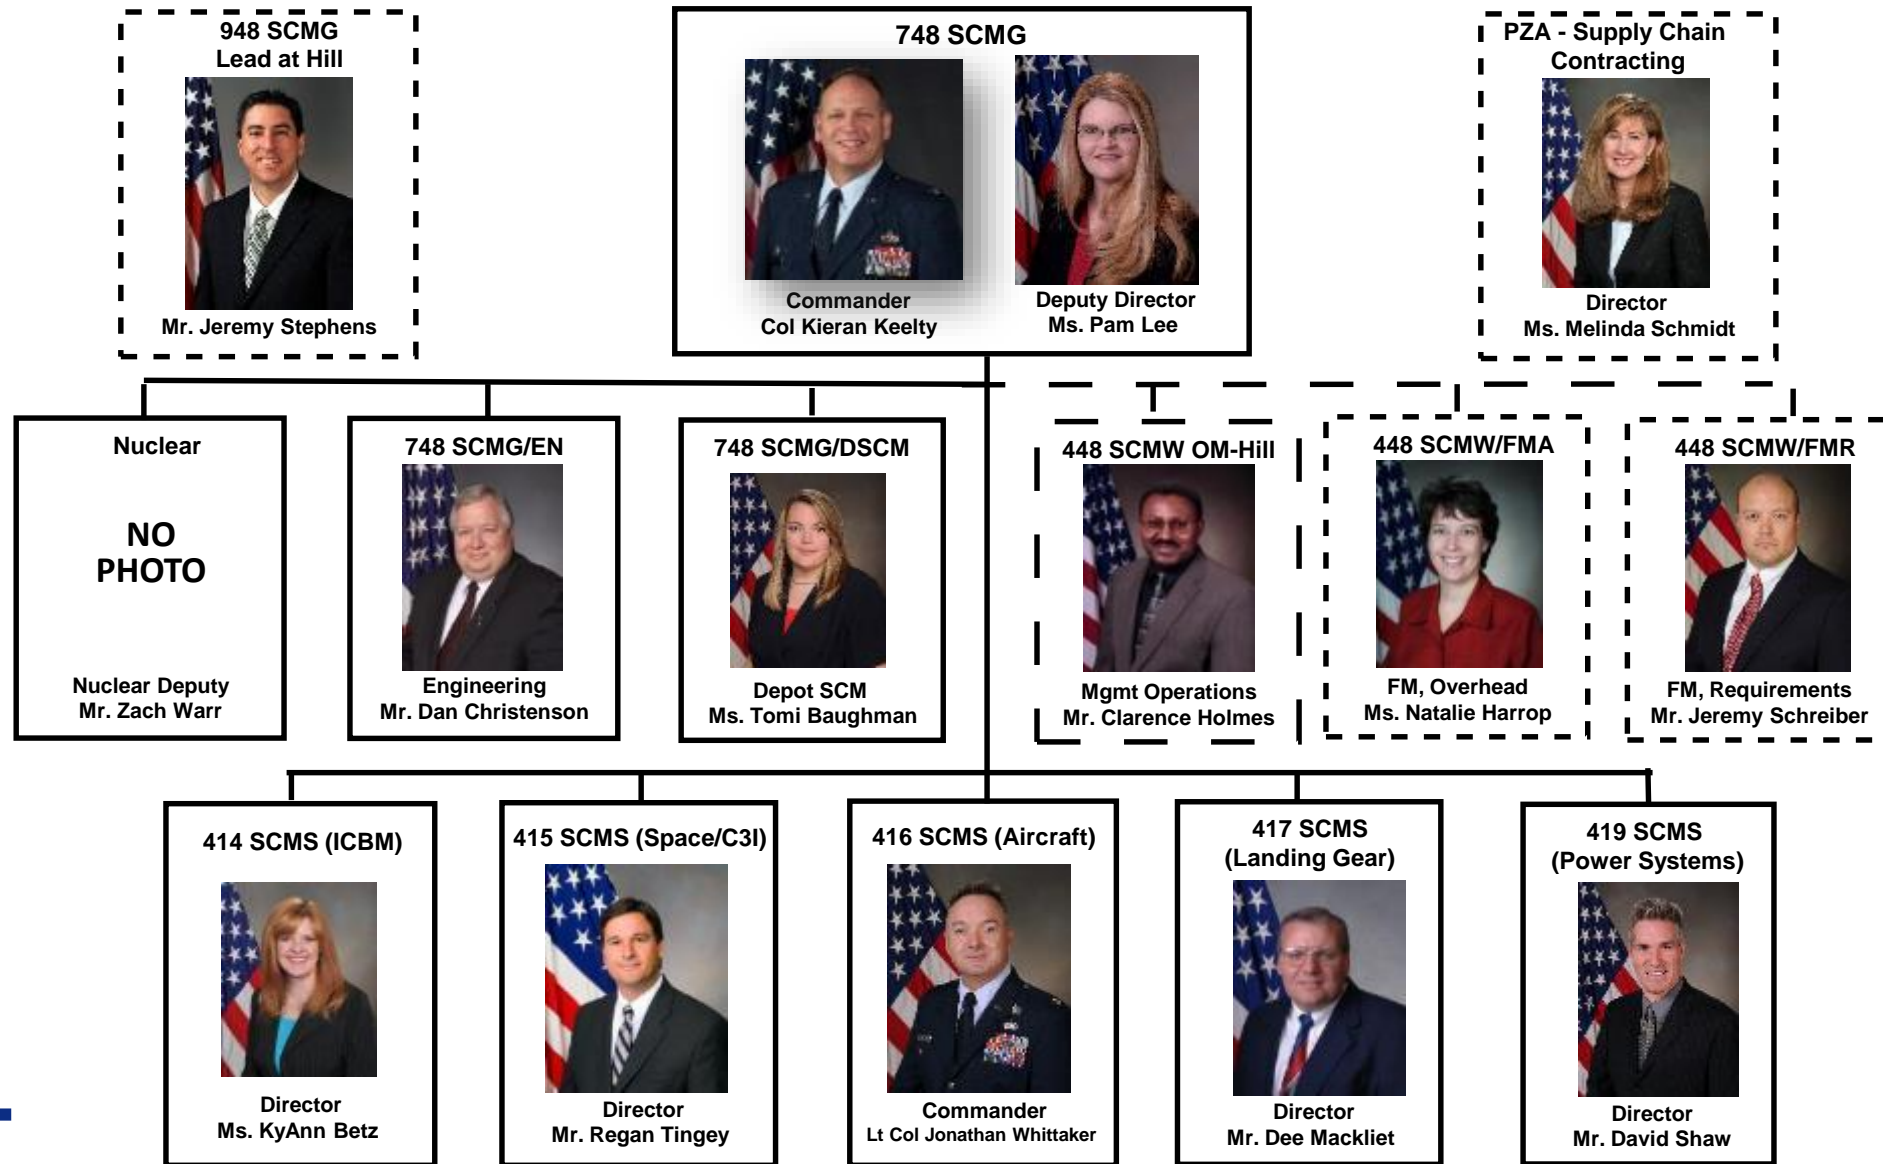 948 SCMG
Lead at Hill
Mr. Jeremy Stephens
748 SCMG
Commander
Col Kieran Keelty
Deputy Director
Ms. Pam Lee
PZA - Supply Chain
Contracting
Director
Ms. Melinda Schmidt
Nuclear
NO
PHOTO
Nuclear Deputy
Mr. Zach Warr
748 SCMG/EN
Engineering
Mr. Dan Christenson
748 SCMG/DSCM
Depot SCM
Ms. Tomi Baughman
448 SCMW OM-Hill
Mgmt Operations
Mr. Clarence Holmes
448 SCMW/FMA
FM, Overhead
Ms. Natalie Harrop
448 SCMW/FMR
FM, Requirements
Mr. Jeremy Schreiber
414 SCMS (ICBM)
Director
Ms. KyAnn Betz
415 SCMS (Space/C3I)
Director
Mr. Regan Tingey
416 SCMS (Aircraft)
Commander
Lt Col Jonathan Whittaker
417 SCMS
(Landing Gear)
Director
Mr. Dee Mackliet
419 SCMS
(Power Systems)
Director
Mr. David Shaw